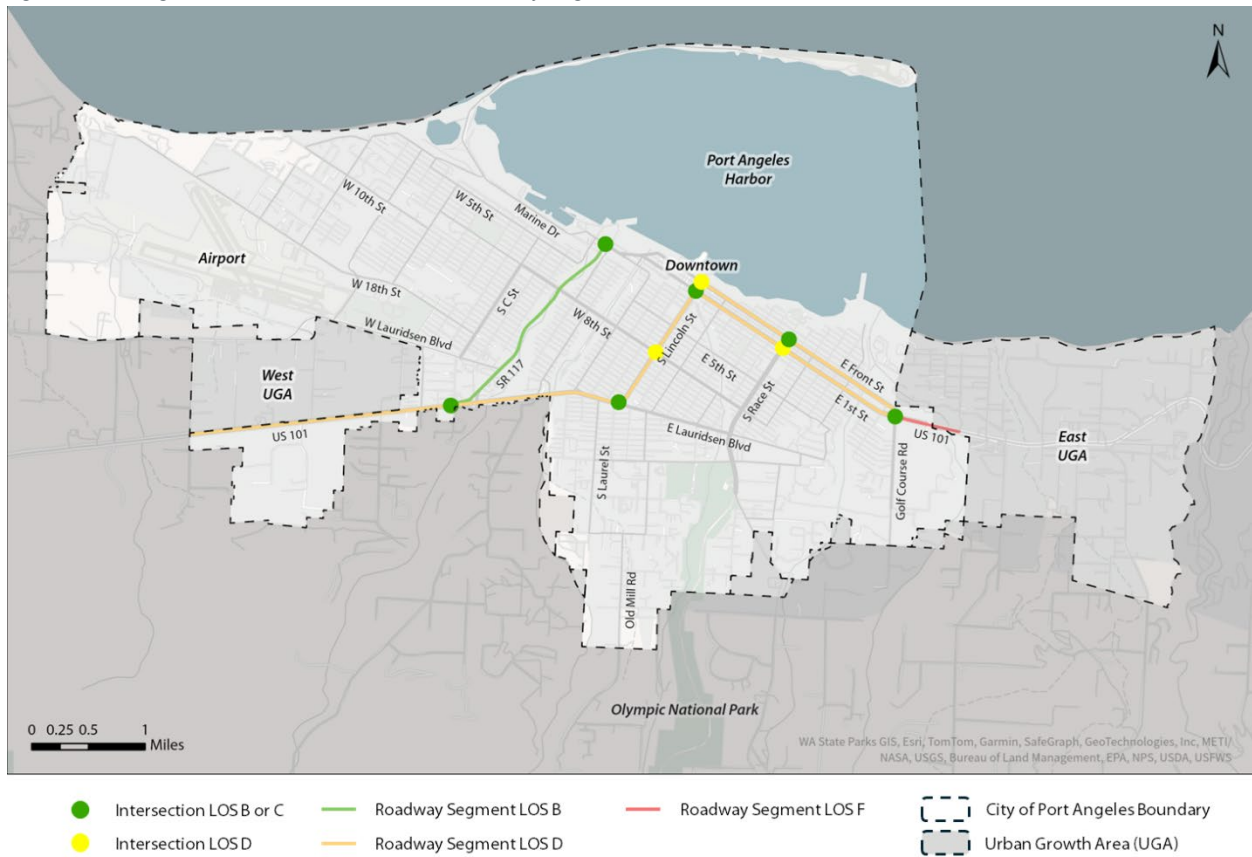 N
Port Angeles
Harbor
W 10th St
W 5th St
Marine Dr
Airport
Downtown
W 18th St
S C St
W Lauridsen Blvd
W 8th St
S Lincoln St
E 5th St
E Front St
SR 117
S Race St
E 1st St
West
UGA
US 101
US 101
E Lauridsen Blvd
East
UGA
S Laurel St
Golf Course Rd
Old Mill Rd
Olympic National Park
0 0.25 0.5 1
Miles
WA State Parks GIS, Esri, TomTom, Garmin, SafeGraph, GeoTechnologies, Inc, METI/
NASA, USGS, Bureau of Land Management, EPA, NPS, USDA, USFWS
Intersection LOS B or C
Roadway Segment LOS B
Roadway Segment LOS F
City of Port Angeles Boundary
Intersection LOS D
Roadway Segment LOS D
Urban Growth Area (UGA)